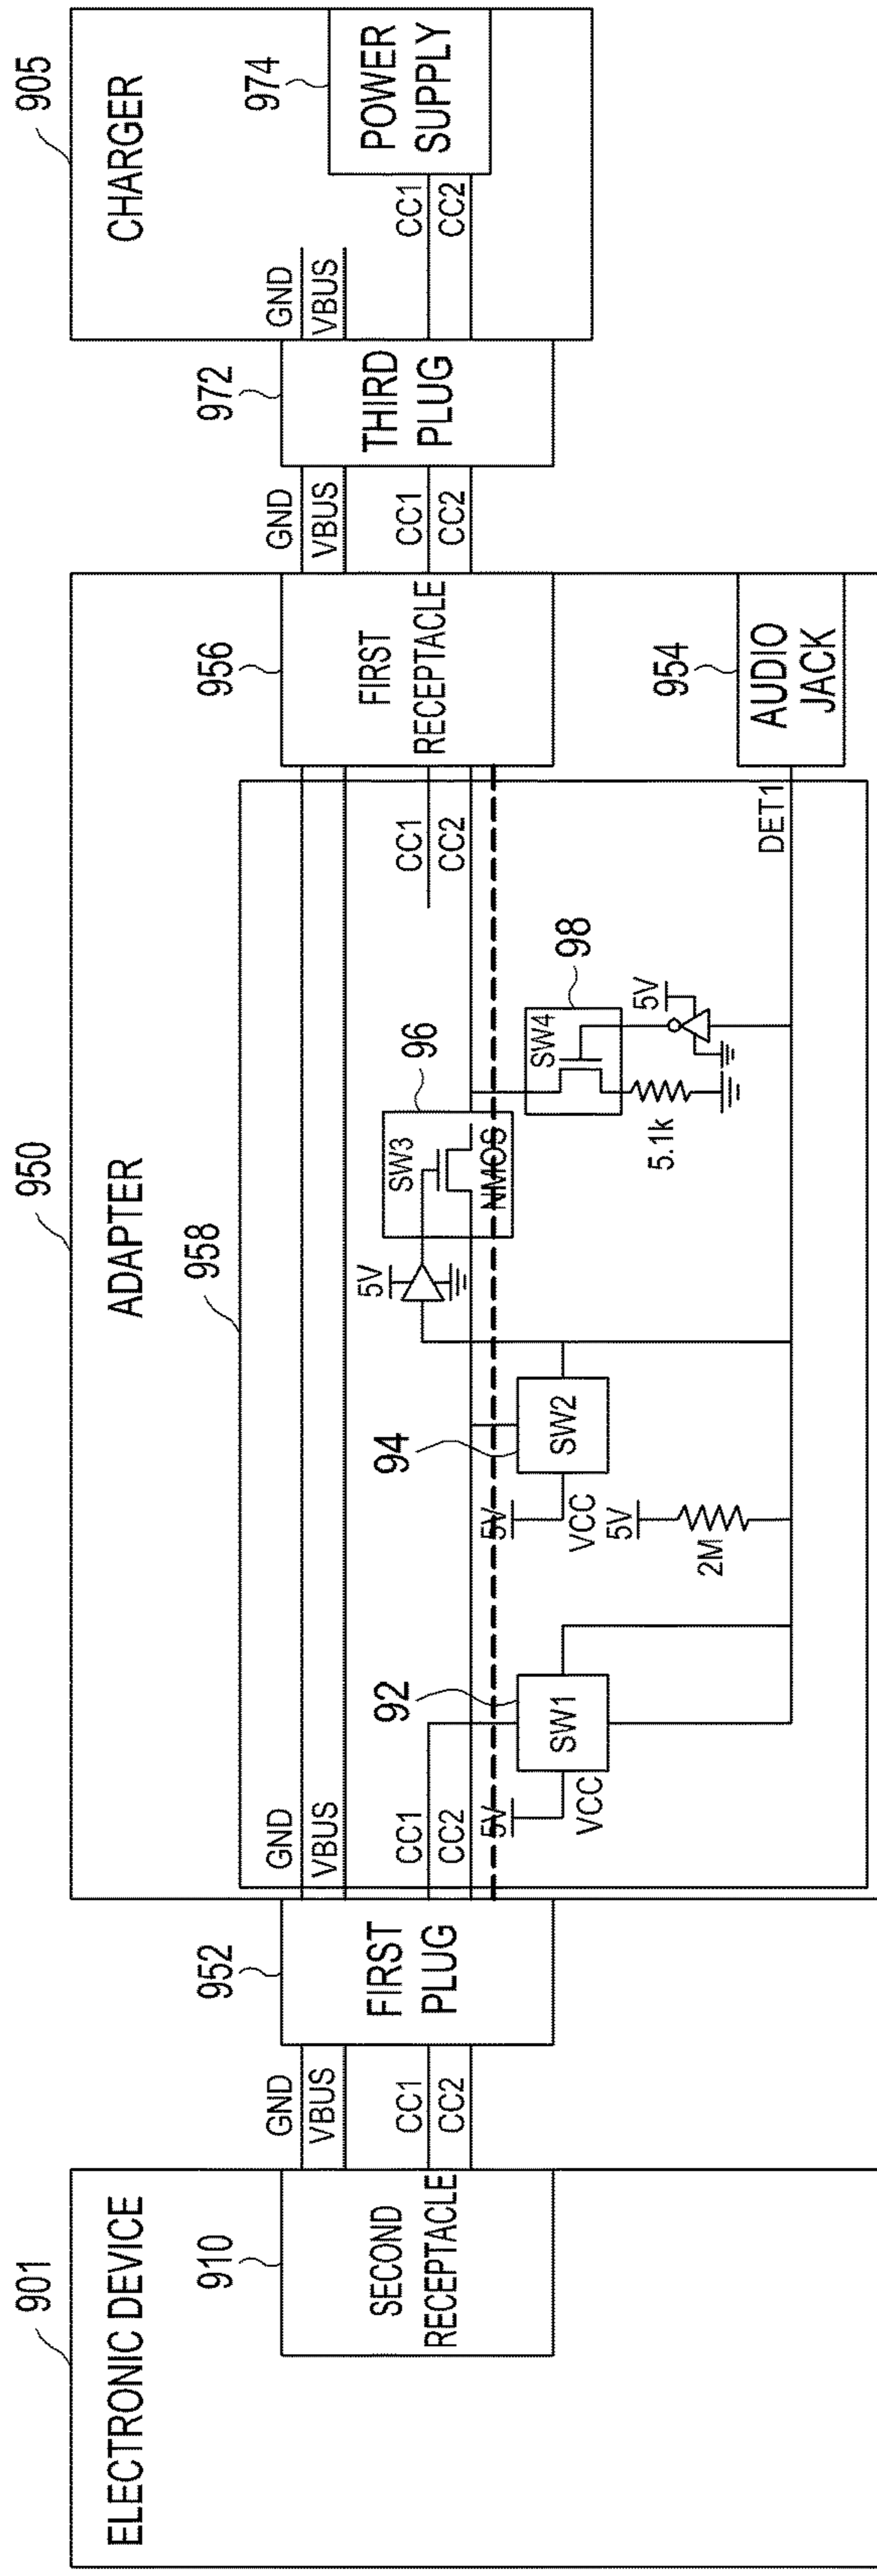 901
ELECTRONIC DEVICE
910
SECOND
RECEPTACLE
GND
VBUS
CC1
CC2
952
FIRST
PLUG
950
ADAPTER
958
GND
VBUS
CC1
CC2
92
5V
VCC
SW1
94
5V
VCC
SW2
5V
2M
5V
96
SW3
NMOS
98
SW4
5V
5.1k
CC1
CC2
DET1
956
FIRST
RECEPTACLE
954
AUDIO
JACK
GND
VBUS
CC1
CC2
972
THIRD
PLUG
905
CHARGER
GND
VBUS
CC1
CC2
974
POWER
SUPPLY